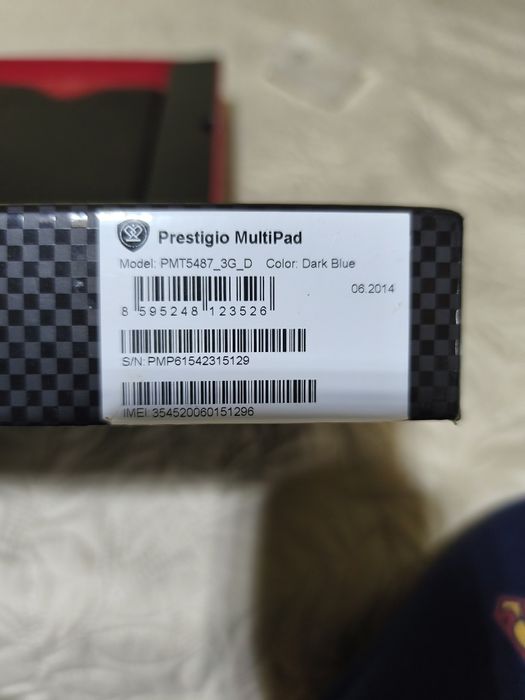 Prestigio MultiPad
Model: PMT5487_3G_D Color: Dark Blue
06.2014
8 595248 123526
S/N: PMP61542315129
IMEI: 354520060151296